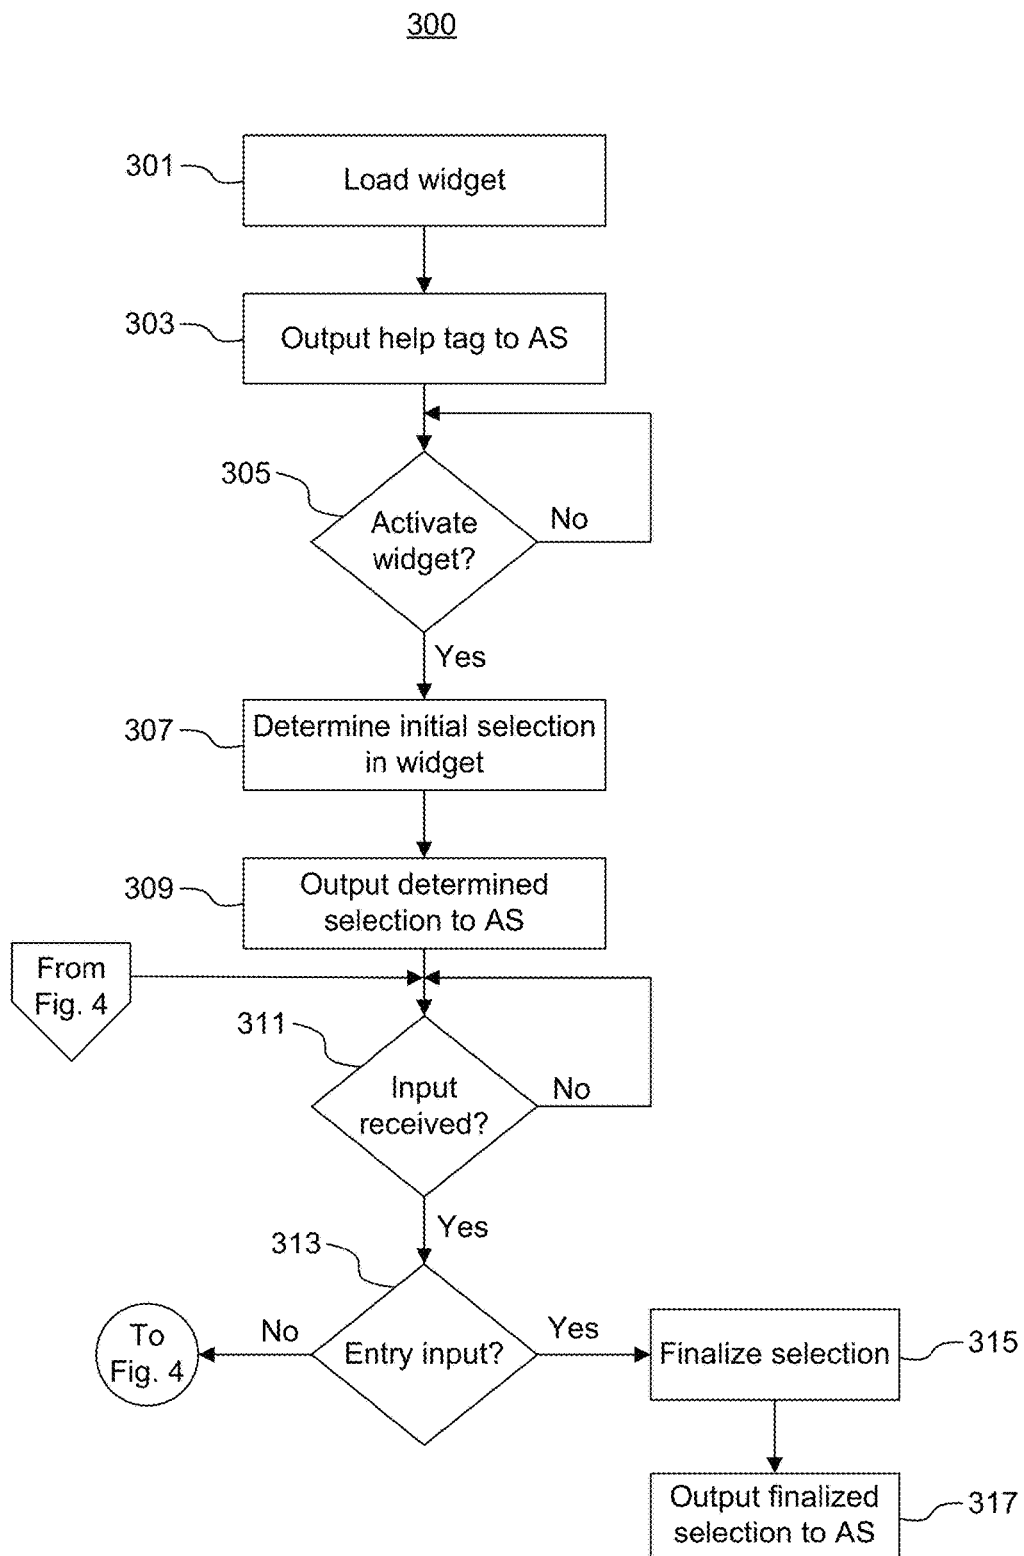 300
301
Load widget
303
Output help tag to AS
305
Activate
widget?
No
Yes
307
Determine initial selection
in widget
309
Output determined
selection to AS
From
Fig. 4
311
Input
received?
No
Yes
313
Entry input?
No
To
Fig. 4
Yes
Finalize selection
315
Output finalized
selection to AS
317